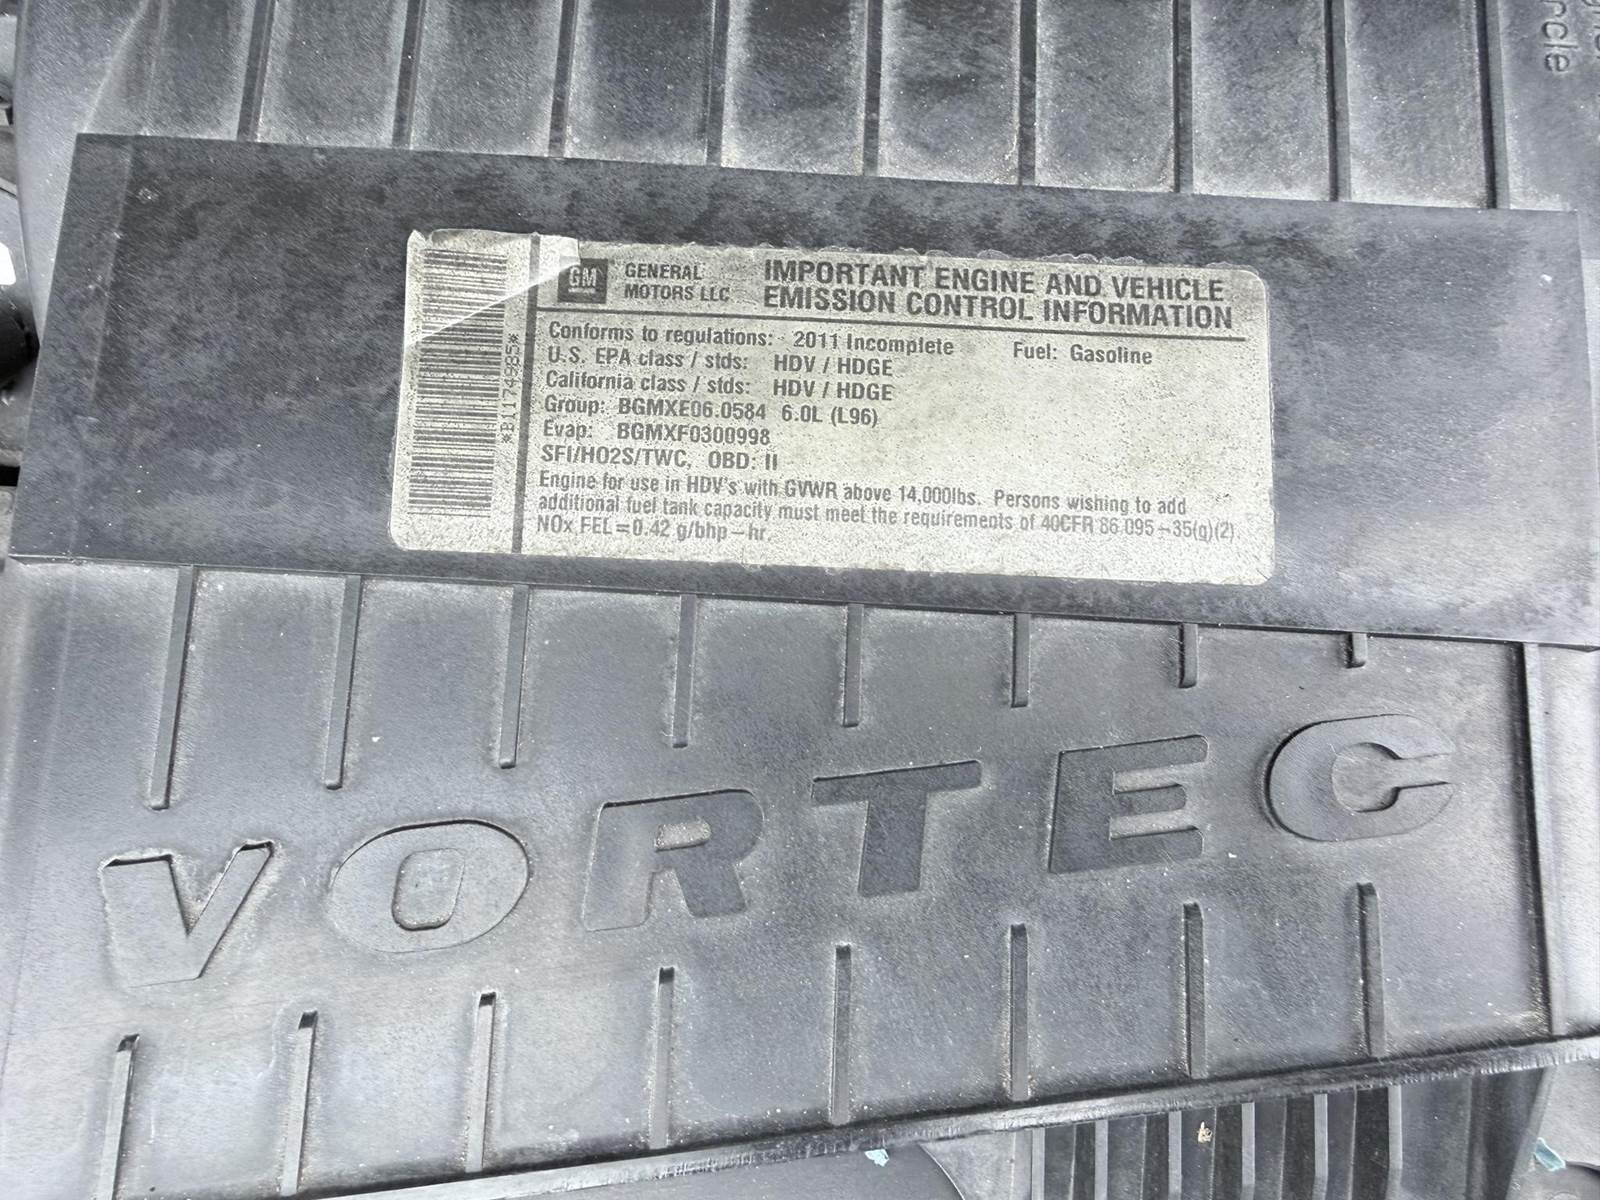 rcle
*B1174985*
GM
GENERAL
MOTORS LLC
IMPORTANT ENGINE AND VEHICLE
EMISSION CONTROL INFORMATION
Conforms to regulations: 2011 Incomplete Fuel: Gasoline
U.S. EPA class / stds: HDV / HDGE
California class / stds: HDV / HDGE
Group: BGMXE06.0584 6.0L (L96)
Evap: BGMXF0300998
SFI/HO2S/TWC, OBD: II
Engine for use in HDV's with GVWR above 14,000lbs. Persons wishing to add
additional fuel tank capacity must meet the requirements of 40CFR 86.095-35(g)(2).
NOx FEL=0.42 g/bhp-hr.
VORTEC